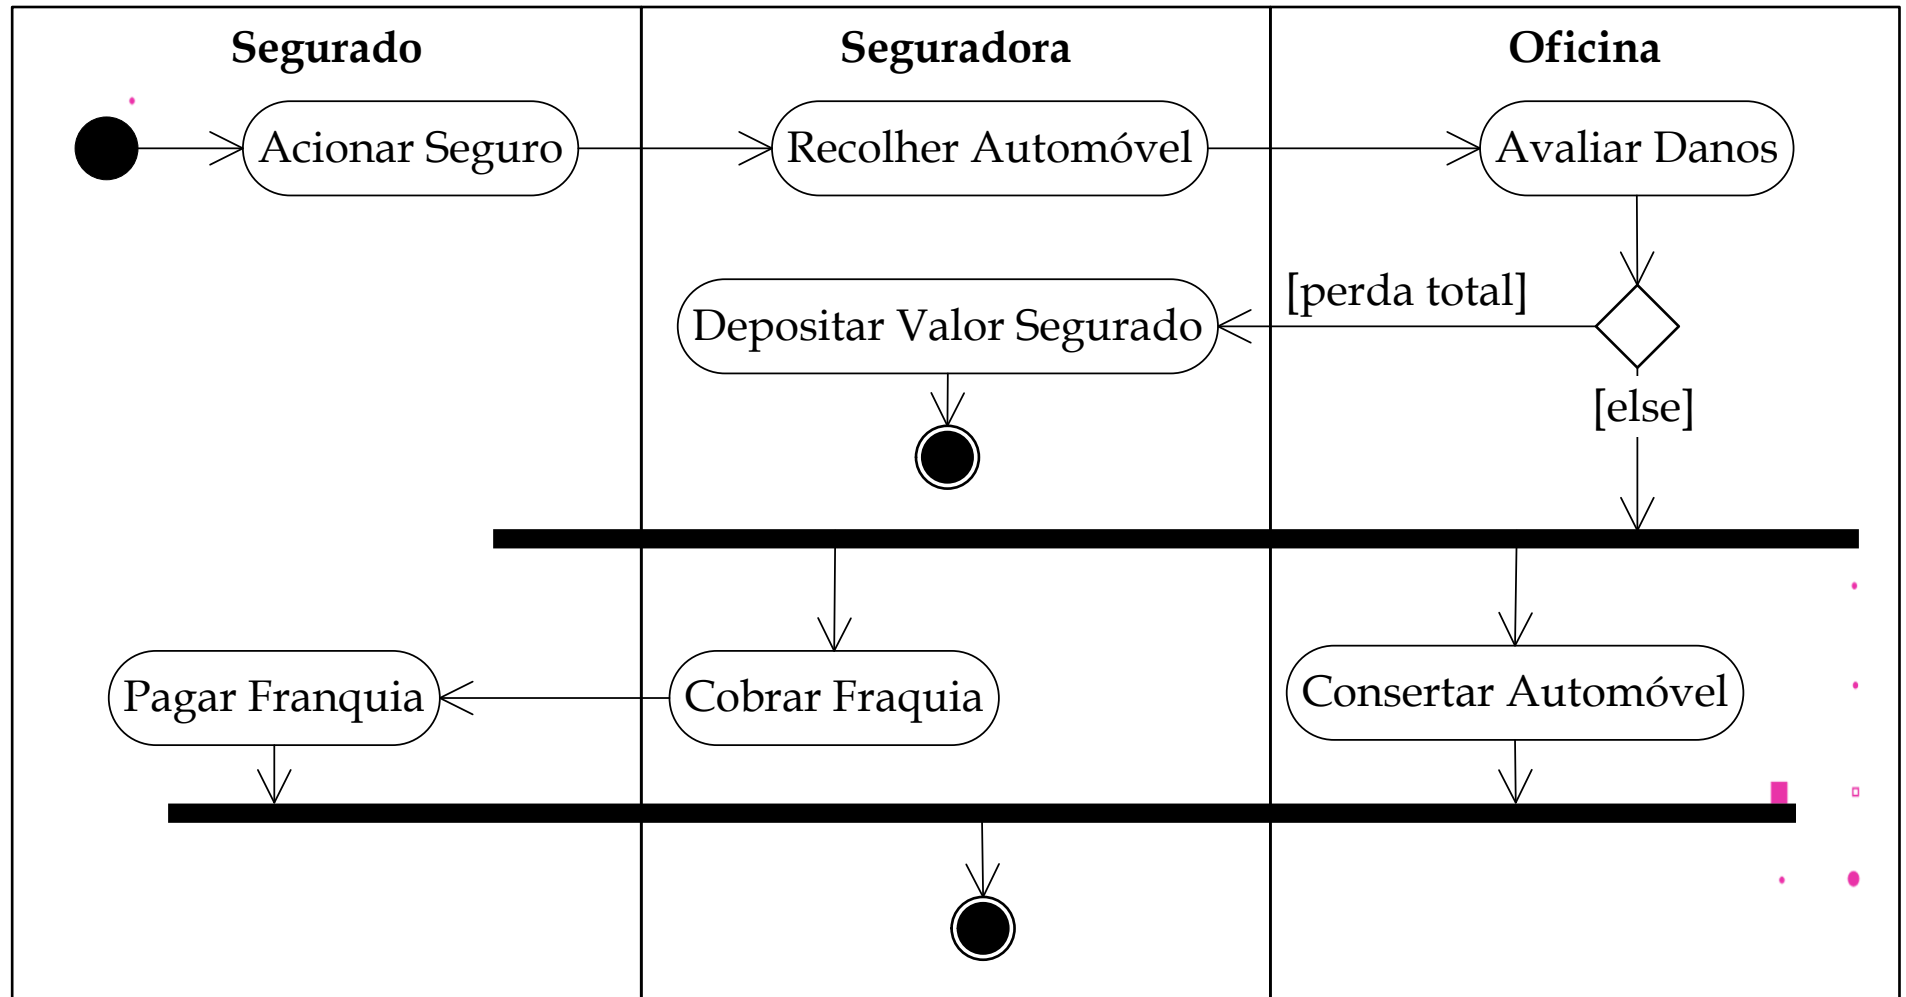 Segurado
Seguradora
Oficina
Acionar Seguro
Recolher Automóvel
Avaliar Danos
[perda total]
Depositar Valor Segurado
[else]
Pagar Franquia
Cobrar Fraquia
Consertar Automóvel